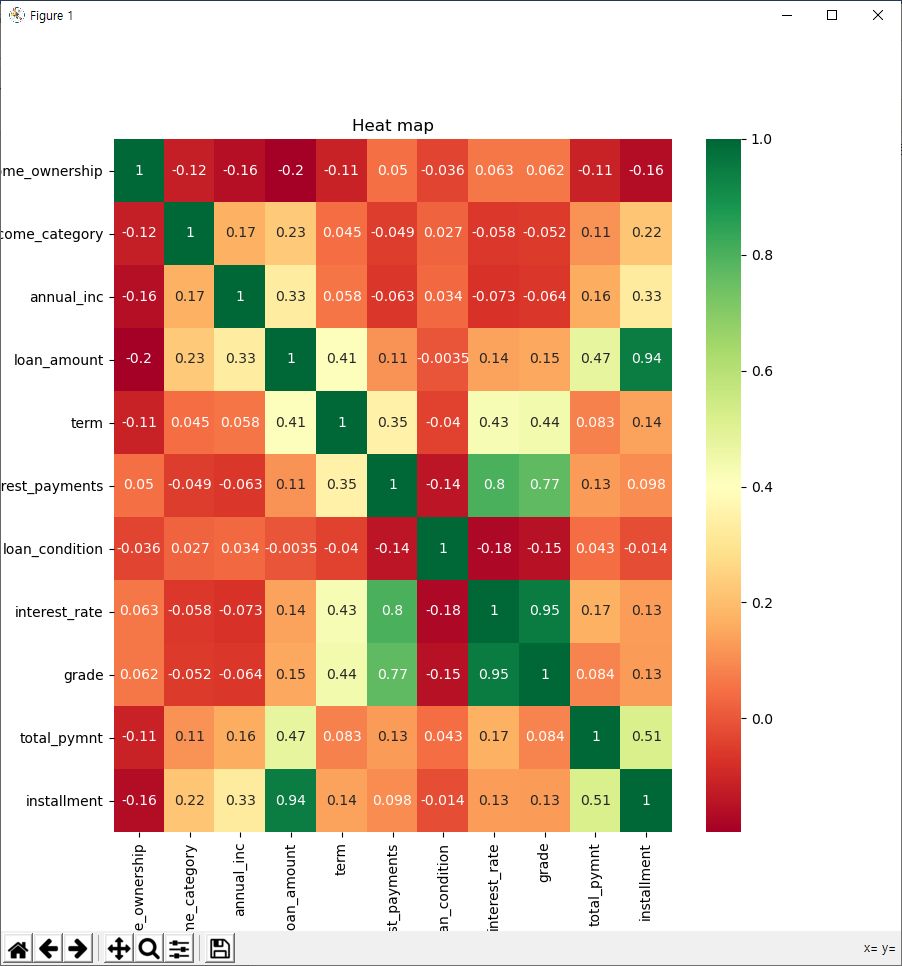 Figure 1
Heat map
ome_ownership 1 -0.12 -0.16 -0.2 -0.11 0.05 -0.036 0.063 0.062 -0.11 -0.16
come_category -0.12 1 0.17 0.23 0.045 -0.049 0.027 -0.058 -0.052 0.11 0.22
annual_inc -0.16 0.17 1 0.33 0.058 -0.063 0.034 -0.073 -0.064 0.16 0.33
loan_amount -0.2 0.23 0.33 1 0.41 0.11 -0.0035 0.14 0.15 0.47 0.94
term -0.11 0.045 0.058 0.41 1 0.35 -0.04 0.43 0.44 0.083 0.14
rest_payments 0.05 -0.049 -0.063 0.11 0.35 1 -0.14 0.8 0.77 0.13 0.098
loan_condition -0.036 0.027 0.034 -0.0035 -0.04 -0.14 1 -0.18 -0.15 0.043 -0.014
interest_rate 0.063 -0.058 -0.073 0.14 0.43 0.8 -0.18 1 0.95 0.17 0.13
grade 0.062 -0.052 -0.064 0.15 0.44 0.77 -0.15 0.95 1 0.084 0.13
total_pymnt -0.11 0.11 0.16 0.47 0.083 0.13 0.043 0.17 0.084 1 0.51
installment -0.16 0.22 0.33 0.94 0.14 0.098 -0.014 0.13 0.13 0.51 1
e_ownership
me_category
annual_inc
oan_amount
term
st_payments
an_condition
interest_rate
grade
total_pymnt
installment
1.0
0.8
0.6
0.4
0.2
0.0
x= y=